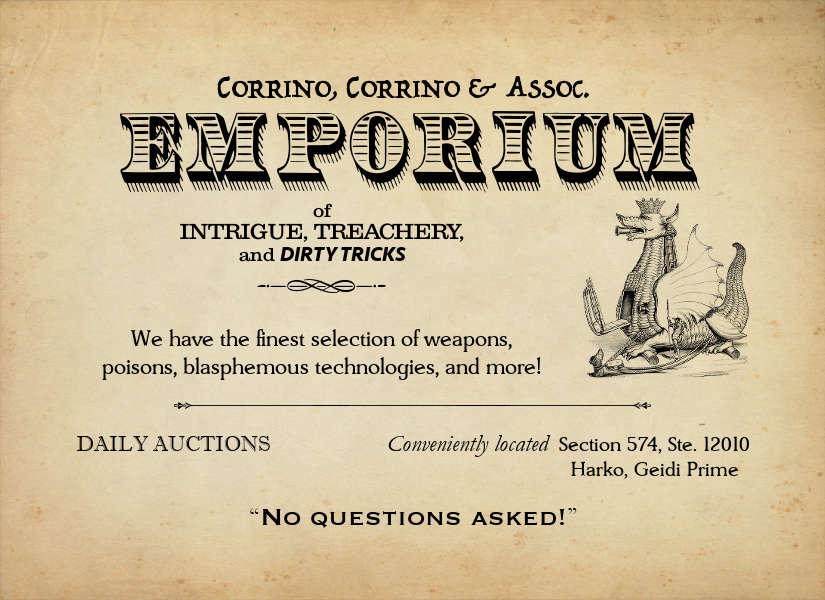 Corrino, Corrino & Assoc.
EMPORIUM
of
INTRIGUE, TREACHERY,
and DIRTY TRICKS
We have the finest selection of weapons,
poisons, blasphemous technologies, and more!
DAILY AUCTIONS
Conveniently located Section 574, Ste. 12010
Harko, Geidi Prime
“No questions asked!”